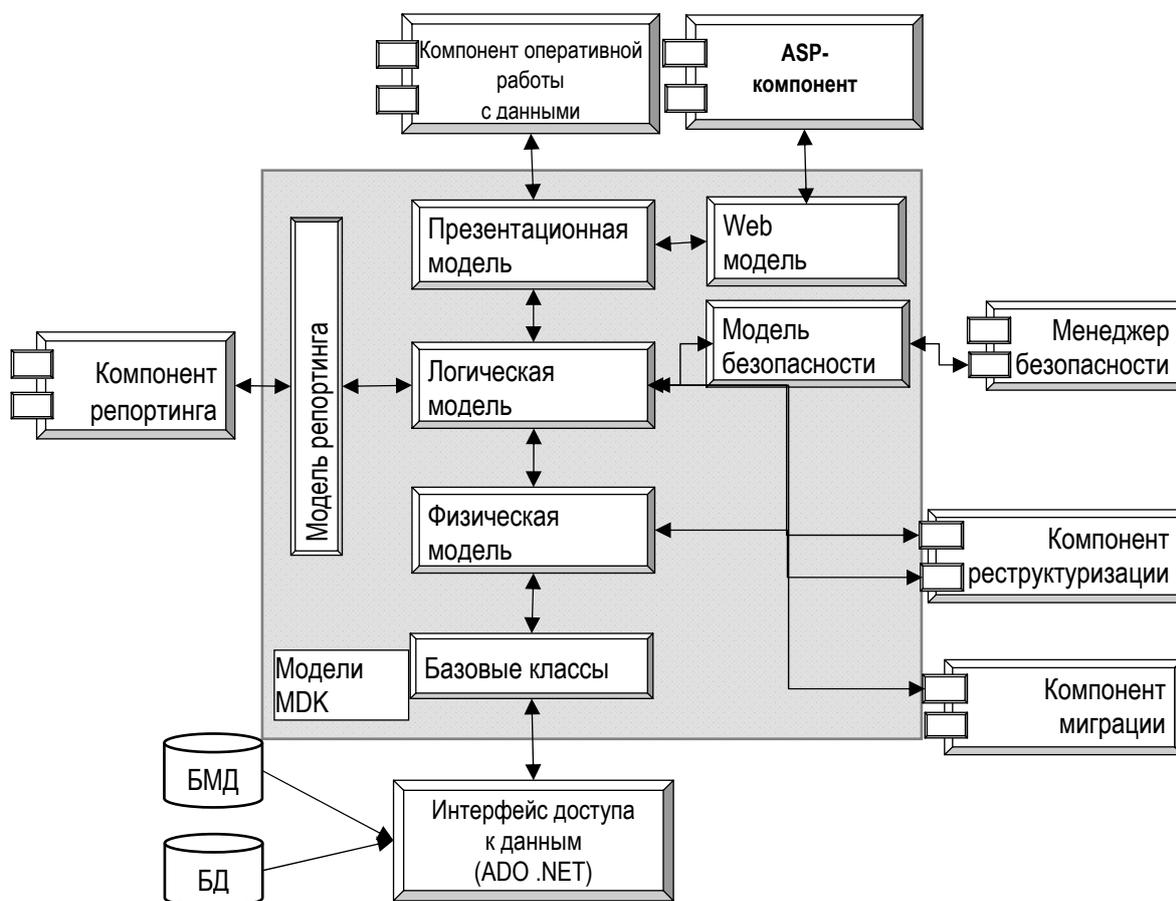 Компонент оперативной
работы
с данными
ASP-
компонент
Презентационная
модель
Web
модель
Модель репортинга
Модель
безопасности
Менеджер
безопасности
Компонент
репортинга
Логическая
модель
Физическая
модель
Компонент
реструктуризации
Модели
MDK
Базовые классы
Компонент
миграции
БМД
Интерфейс доступа
к данным
(ADO .NET)
БД